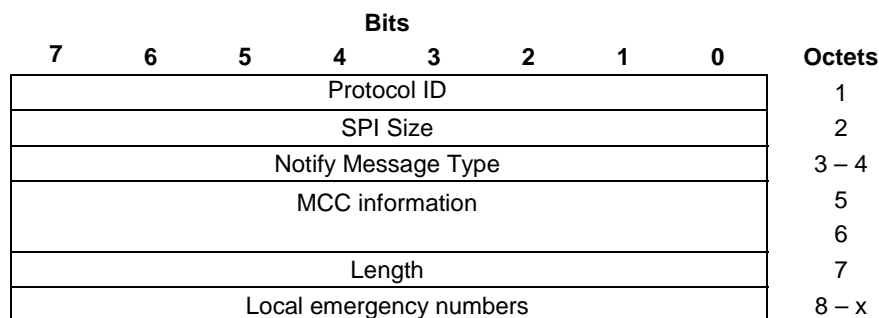 Bits
7 6 5 4 3 2 1 0 Octets
Protocol ID 1
SPI Size 2
Notify Message Type 3 – 4
MCC information 5
6
Length 7
Local emergency numbers 8 – x